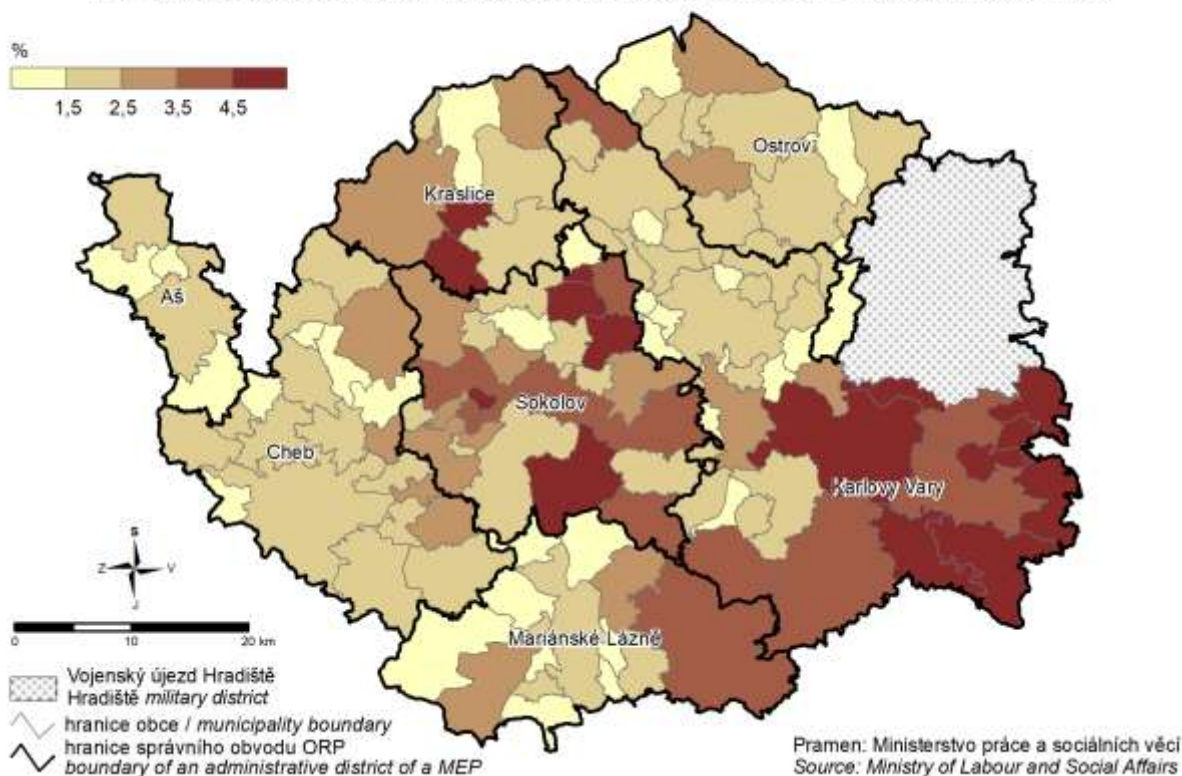 %
1,5 2,5 3,5 4,5
Ostrov
Kraslice
Aš
Sokolov
Cheb
Karlovy Vary
Mariánské Lázně
S
Z V
J
0 10 20 km
Vojenský újezd Hradiště
Hradiště military district
hranice obce / municipality boundary
hranice správního obvodu ORP
boundary of an administrative district of a MEP
Pramen: Ministerstvo práce a sociálních věcí
Source: Ministry of Labour and Social Affairs